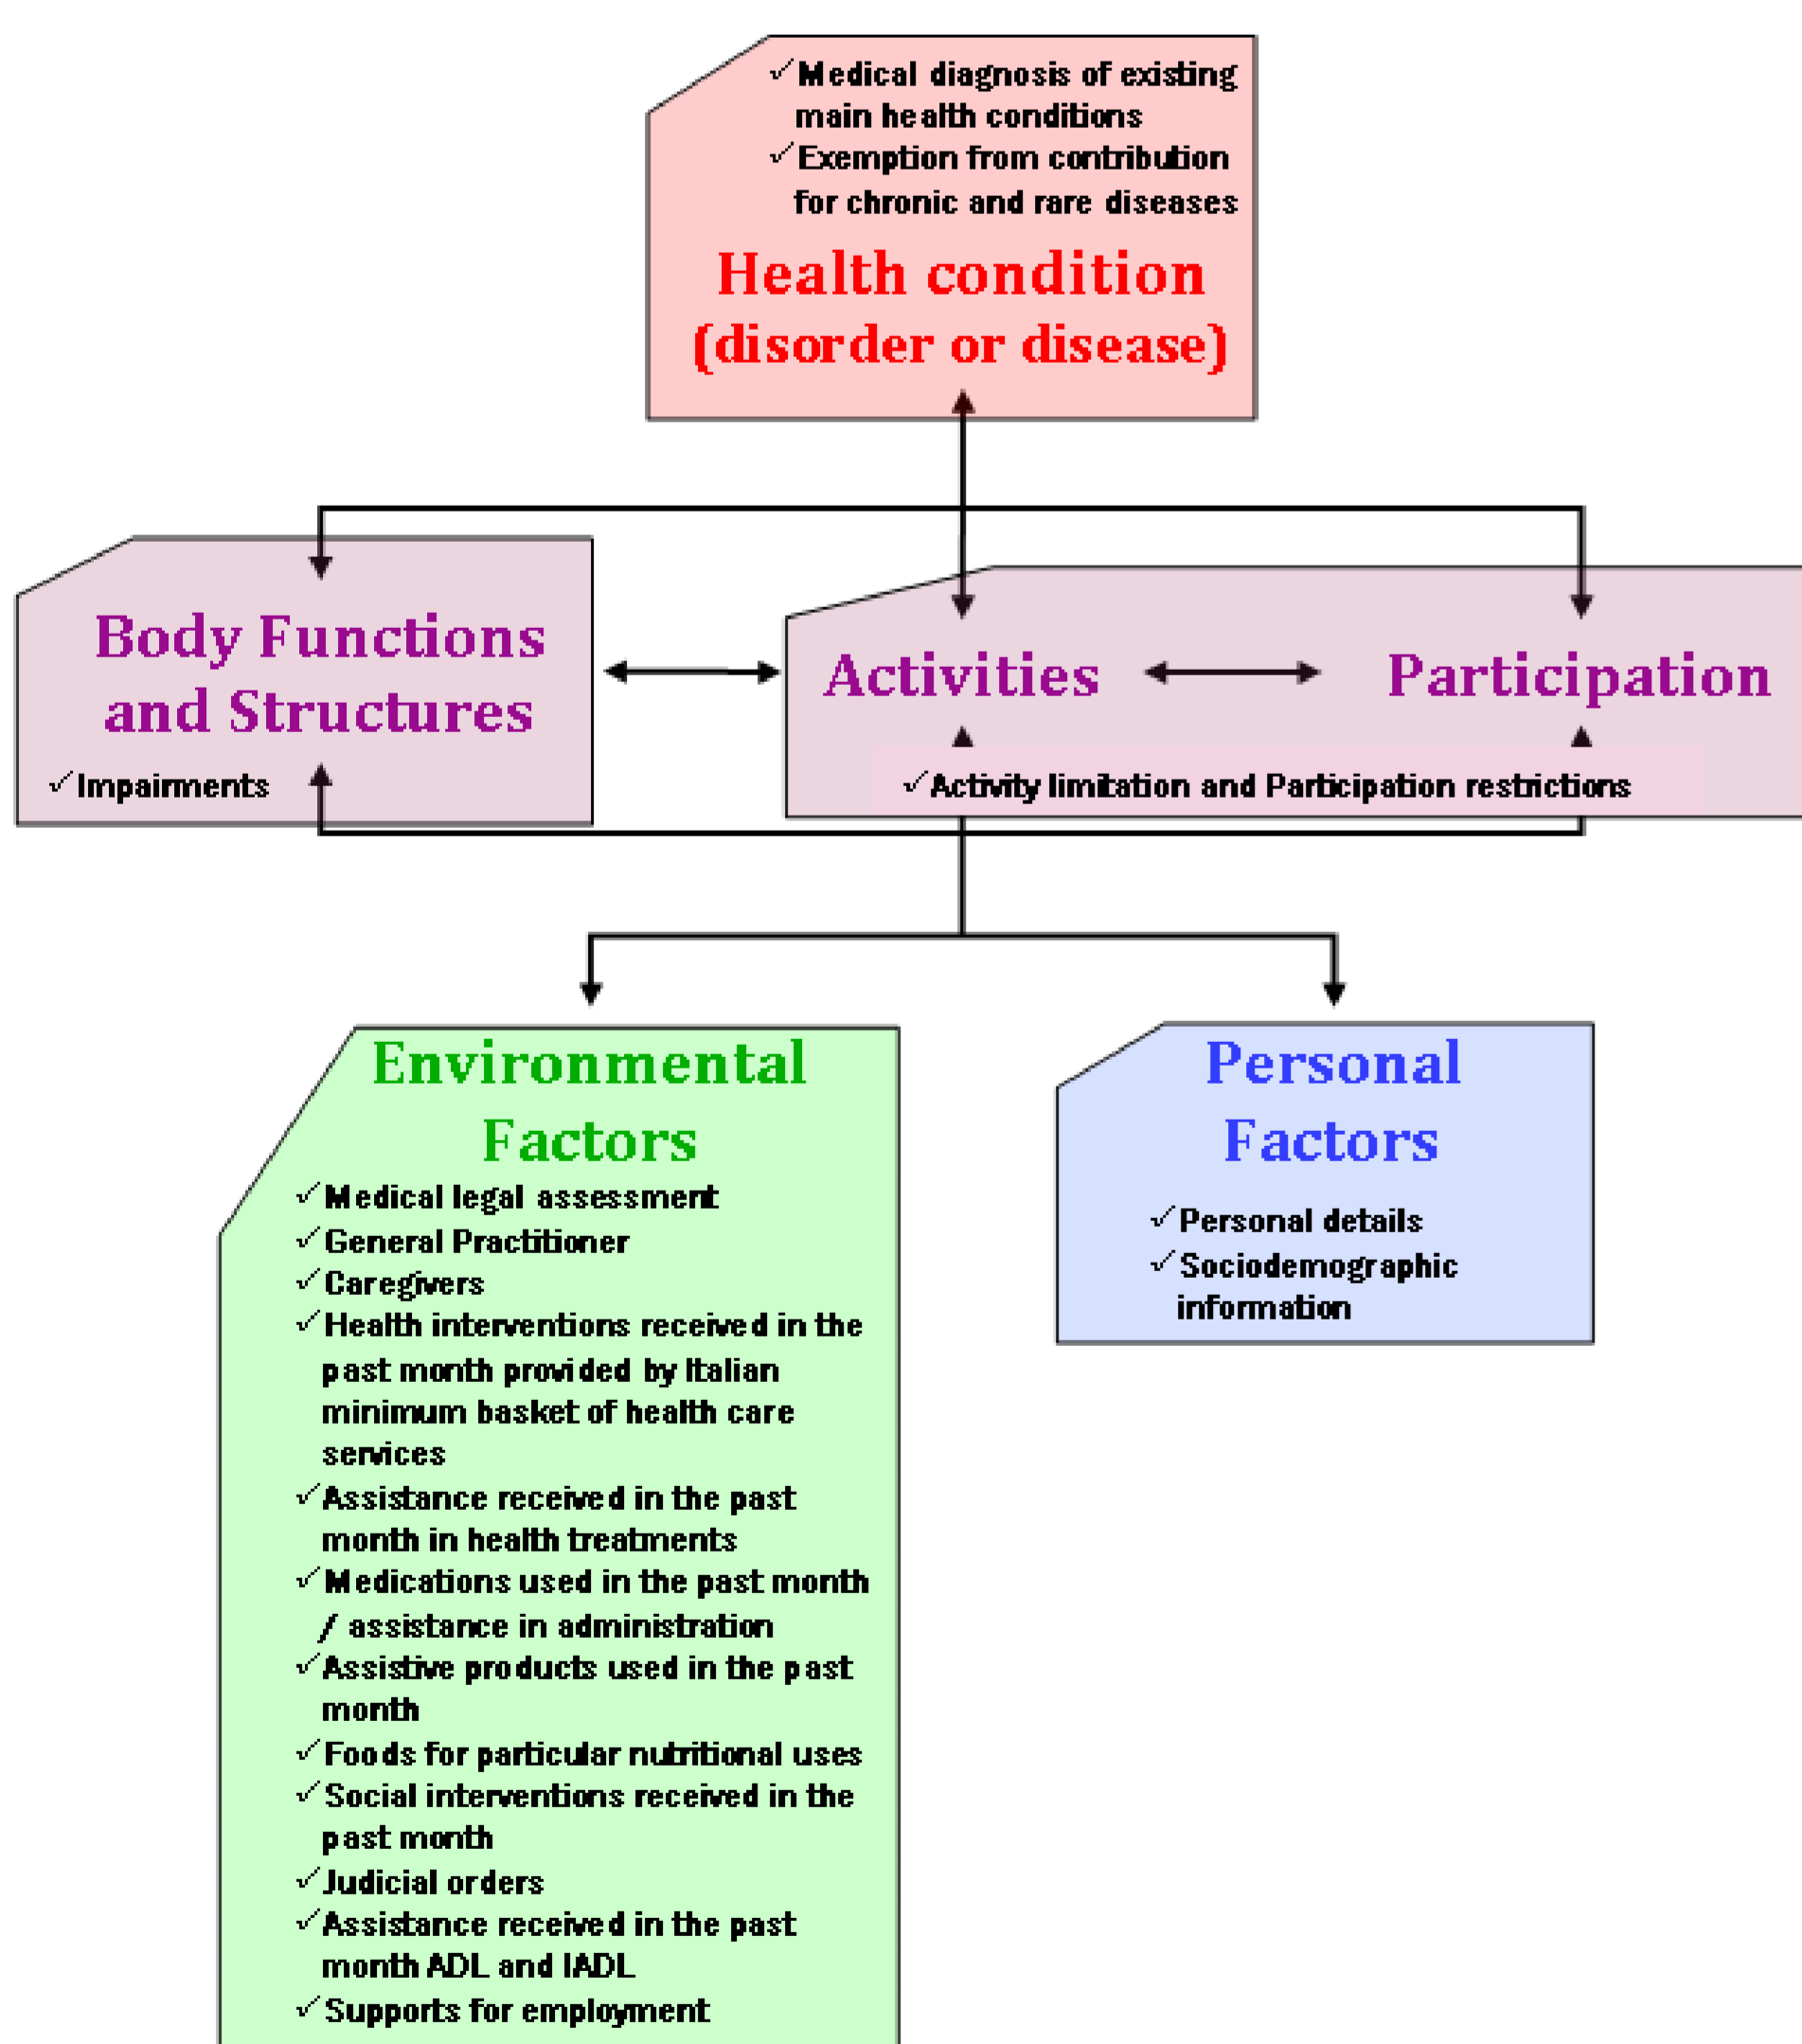 ✓Medical diagnosis of existing
main health conditions
✓Exemption from contribution
for chronic and rare diseases
Health condition
(disorder or disease)
Body Functions
and Structures
✓Impairments
Activities
Participation
✓Activity limitation and Participation restrictions
Environmental
Factors
✓Medical legal assessment
✓General Practitioner
✓Caregivers
✓Health interventions received in the
past month provided by Italian
minimum basket of health care
services
✓Assistance received in the past
month in health treatments
✓Medications used in the past month
/ assistance in administration
✓Assistive products used in the past
month
✓Foods for particular nutritional uses
✓Social interventions received in the
past month
✓Judicial orders
✓Assistance received in the past
month ADL and IADL
✓Supports for employment
Personal
Factors
✓Personal details
✓Sociodemographic
information